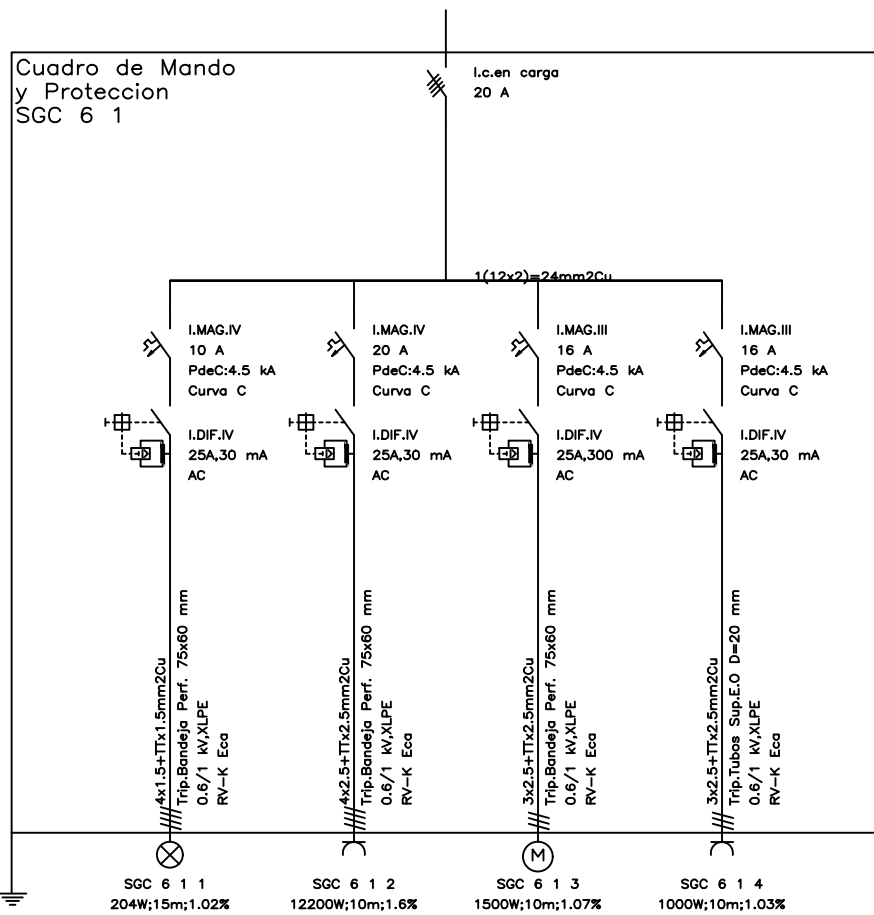 Cuadro de Mando
y Proteccion
SGC 6 1
I.c.en carga
20 A
1(12x2)=24mm2Cu
I.MAG.IV
10 A
PdeC:4.5 kA
Curva C
I.DIF.IV
25A,30 mA
AC
4x1.5+TTx1.5mm2Cu
Trip.Bandeja Perf. 75x60 mm
0.6/1 kV,XLPE
RV-K Eca
SGC 6 1 1
204W;15m;1.02%
I.MAG.IV
20 A
PdeC:4.5 kA
Curva C
I.DIF.IV
25A,30 mA
AC
4x2.5+TTx2.5mm2Cu
Trip.Bandeja Perf. 75x60 mm
0.6/1 kV,XLPE
RV-K Eca
SGC 6 1 2
12200W;10m;1.6%
I.MAG.III
16 A
PdeC:4.5 kA
Curva C
I.DIF.IV
25A,300 mA
AC
3x2.5+TTx2.5mm2Cu
Trip.Bandeja Perf. 75x60 mm
0.6/1 kV,XLPE
RV-K Eca
M
SGC 6 1 3
1500W;10m;1.07%
I.MAG.III
16 A
PdeC:4.5 kA
Curva C
I.DIF.IV
25A,30 mA
AC
3x2.5+TTx2.5mm2Cu
Trip.Tubos Sup.E.O D=20 mm
0.6/1 kV,XLPE
RV-K Eca
SGC 6 1 4
1000W;10m;1.03%